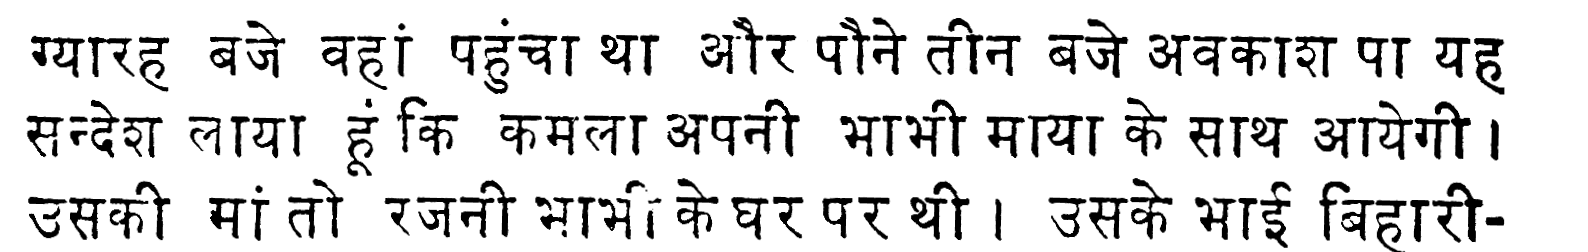 ग्यारह बजे वहां पहुंचा था और पौने तीन बजे अवकाश पा यह
सन्देश लाया हूं कि कमला अपनी भाभी माया के साथ आयेगी।
उसकी मां तो रजनी भाभी के घर पर थी। उसके भाई बिहारी-